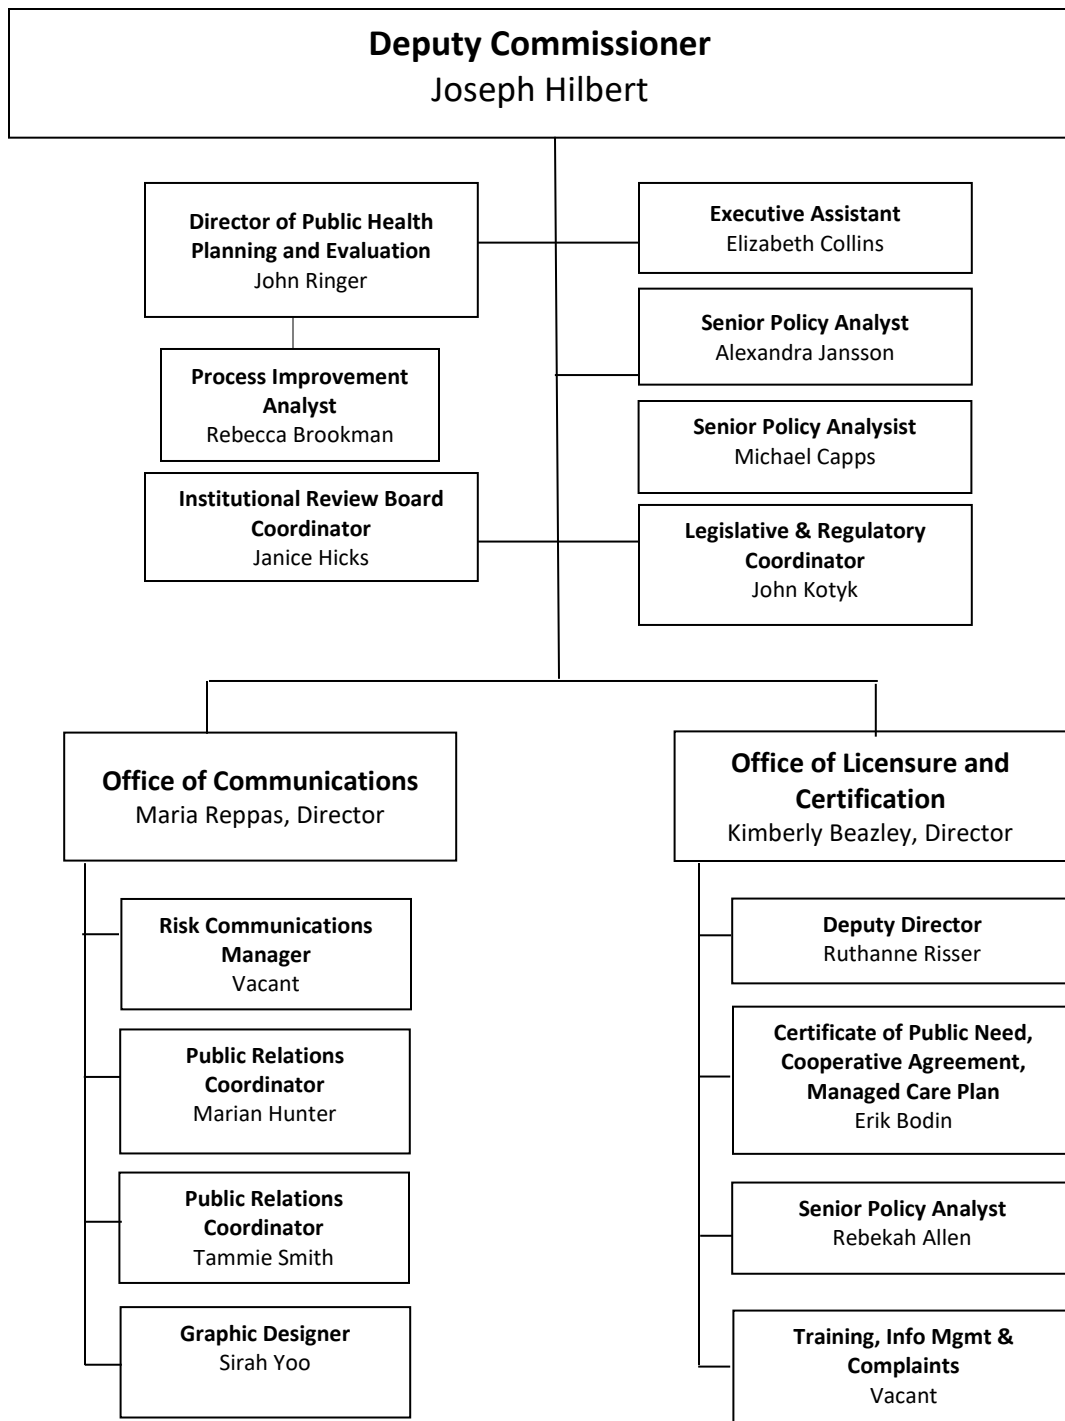 Deputy Commissioner
Joseph Hilbert
Director of Public Health
Planning and Evaluation
John Ringer
Executive Assistant
Elizabeth Collins
Senior Policy Analyst
Alexandra Jansson
Process Improvement
Analyst
Rebecca Brookman
Senior Policy Analysist
Michael Capps
Institutional Review Board
Coordinator
Janice Hicks
Legislative & Regulatory
Coordinator
John Kotyk
Office of Communications
Maria Reppas, Director
Risk Communications
Manager
Vacant
Public Relations
Coordinator
Marian Hunter
Public Relations
Coordinator
Tammie Smith
Graphic Designer
Sirah Yoo
Office of Licensure and
Certification
Kimberly Beazley, Director
Deputy Director
Ruthanne Risser
Certificate of Public Need,
Cooperative Agreement,
Managed Care Plan
Erik Bodin
Senior Policy Analyst
Rebekah Allen
Training, Info Mgmt &
Complaints
Vacant